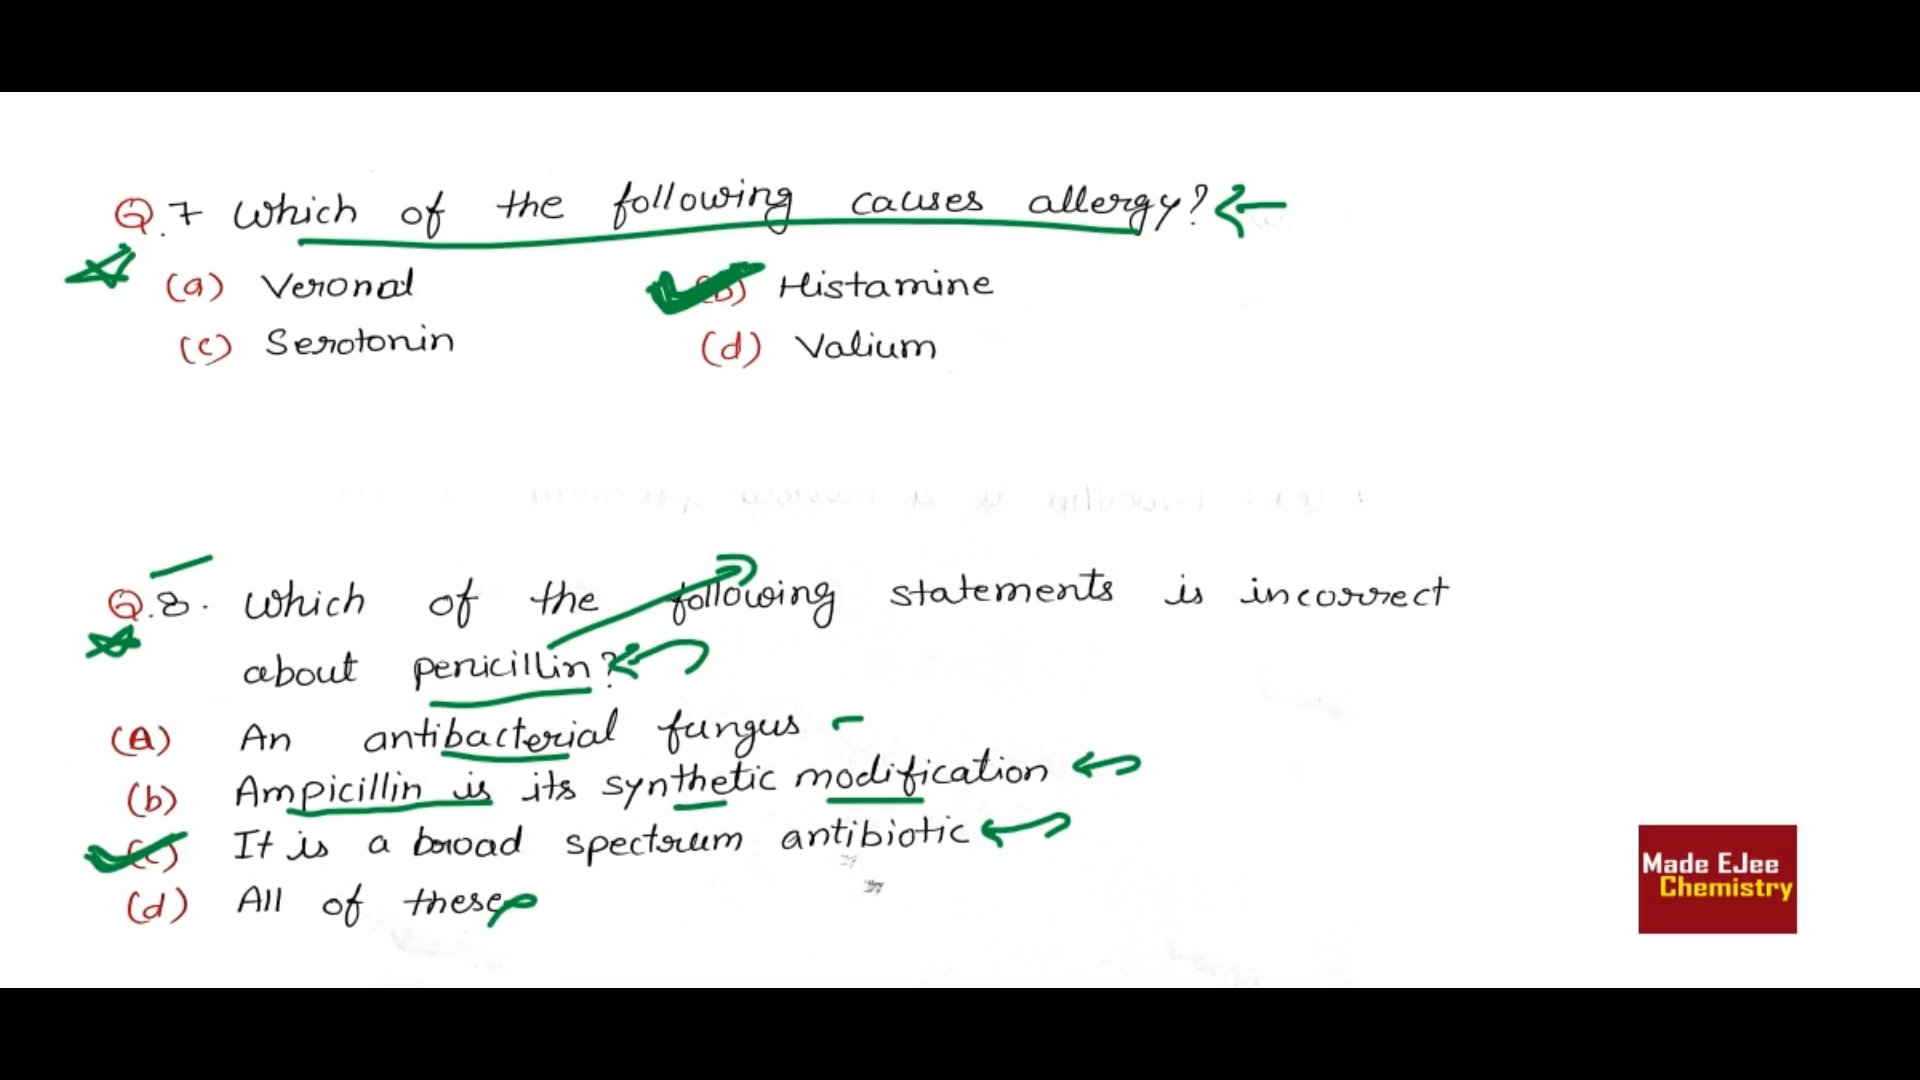 Q.7 Which of the following causes allergy?
(a) Veronal (b) Histamine
(c) Serotonin (d) Valium
Q.8. Which of the following statements is incorrect
about penicillin?
(A) An antibacterial fungus
(b) Ampicillin is its synthetic modification
(c) It is a broad spectrum antibiotic
(d) All of these
Made EJee
Chemistry